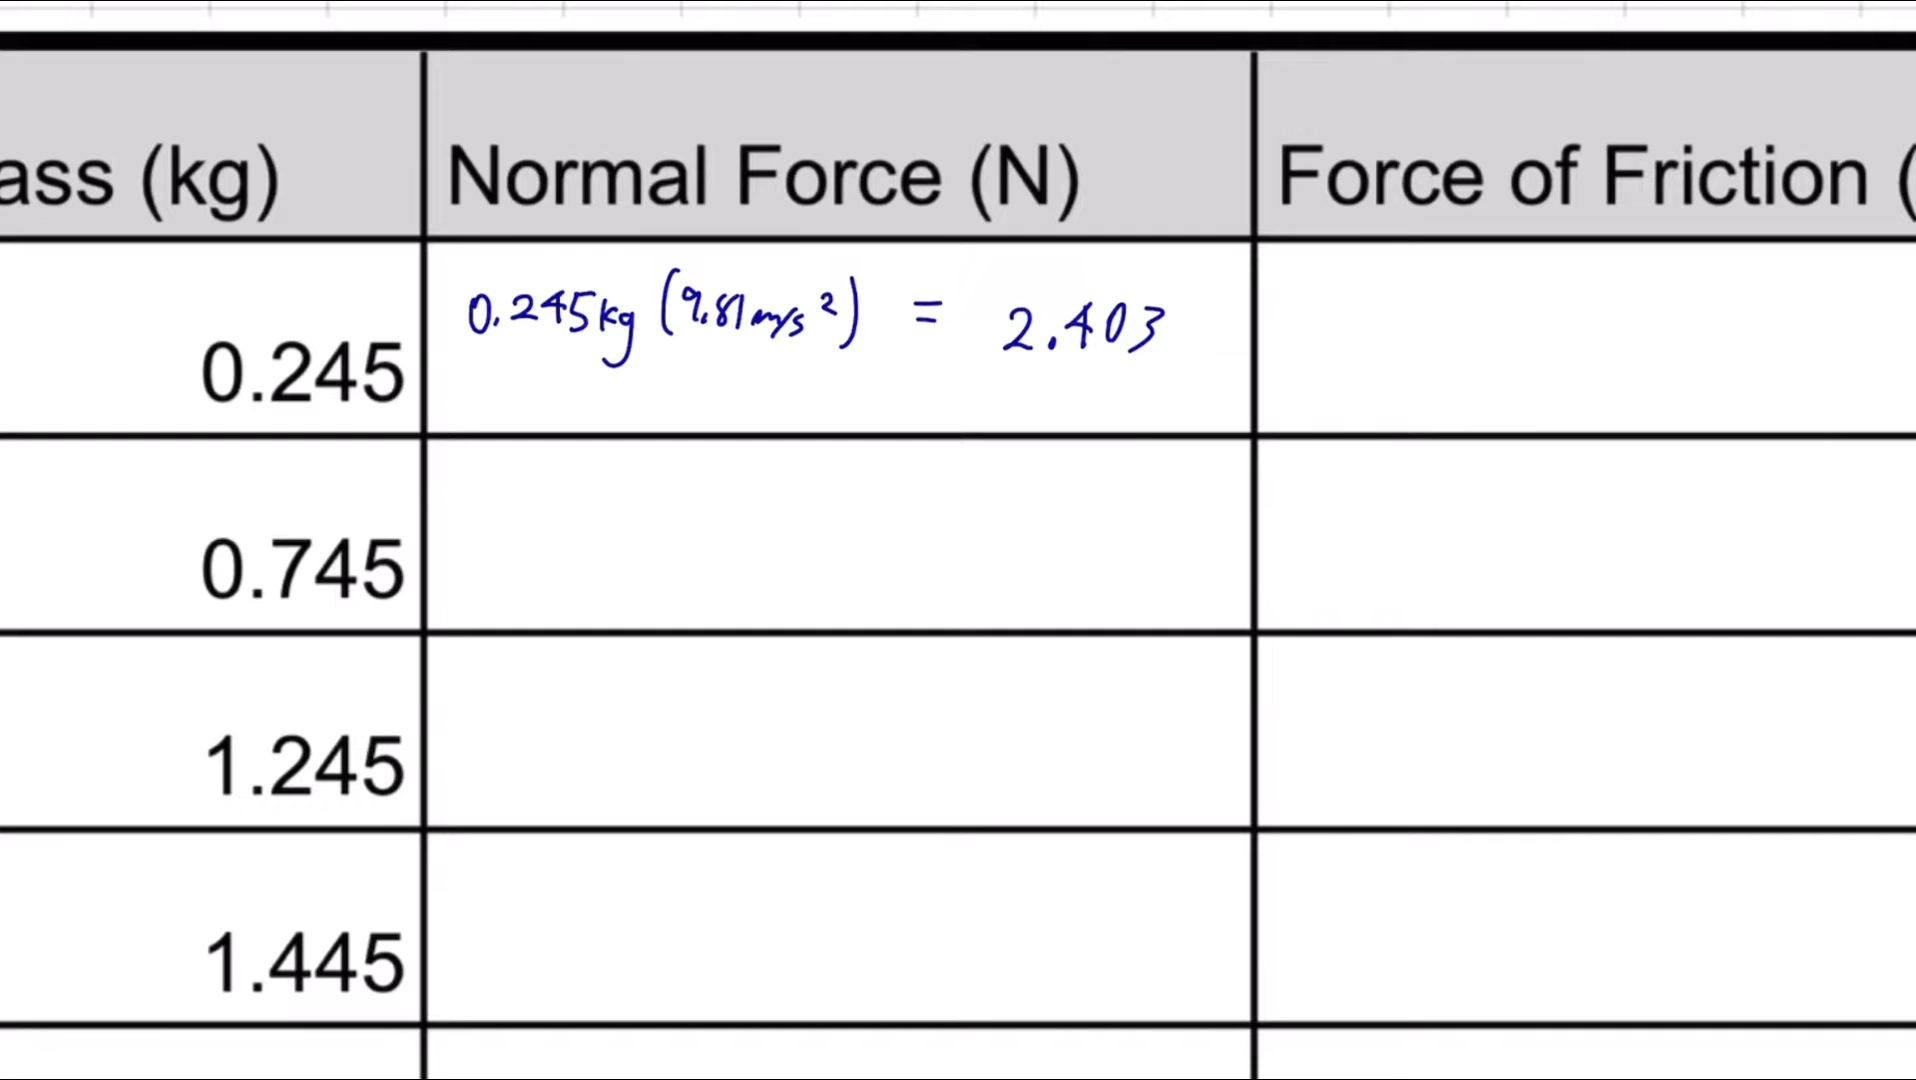 ass (kg) Normal Force (N) Force of Friction (
0.245 0.245kg (9.81m/s²) = 2.403
0.745
1.245
1.445